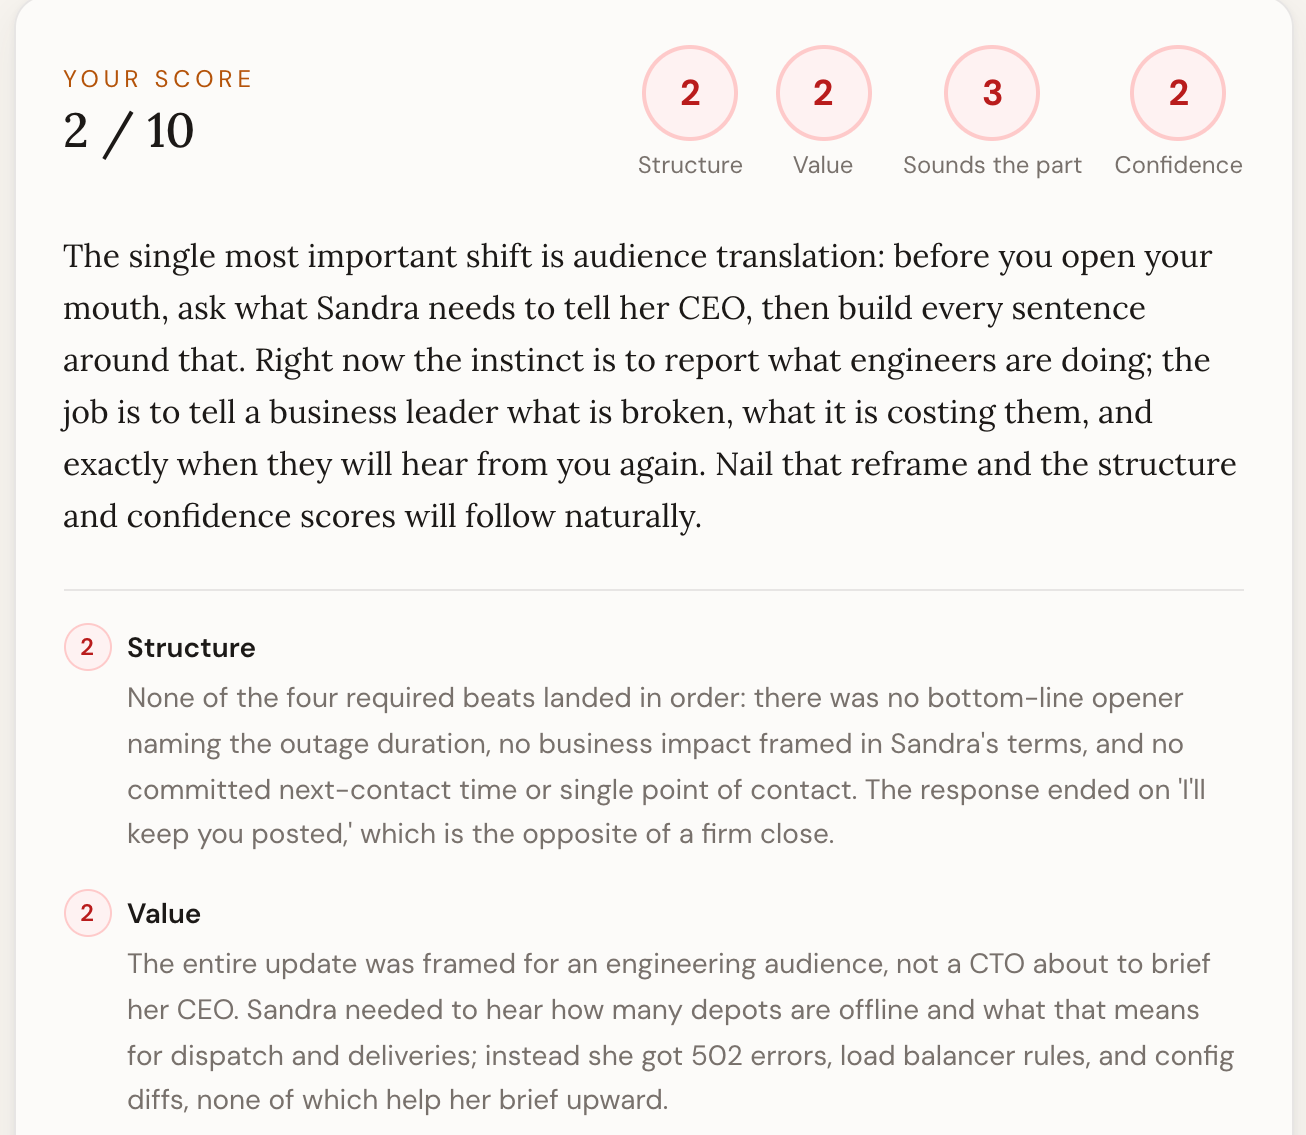 YOUR SCORE
2 / 10
2 2 3 2
Structure Value Sounds the part Confidence
The single most important shift is audience translation: before you open your
mouth, ask what Sandra needs to tell her CEO, then build every sentence
around that. Right now the instinct is to report what engineers are doing; the
job is to tell a business leader what is broken, what it is costing them, and
exactly when they will hear from you again. Nail that reframe and the structure
and confidence scores will follow naturally.
2 Structure
None of the four required beats landed in order: there was no bottom-line opener
naming the outage duration, no business impact framed in Sandra's terms, and no
committed next-contact time or single point of contact. The response ended on 'I'll
keep you posted,' which is the opposite of a firm close.
2 Value
The entire update was framed for an engineering audience, not a CTO about to brief
her CEO. Sandra needed to hear how many depots are offline and what that means
for dispatch and deliveries; instead she got 502 errors, load balancer rules, and config
diffs, none of which help her brief upward.